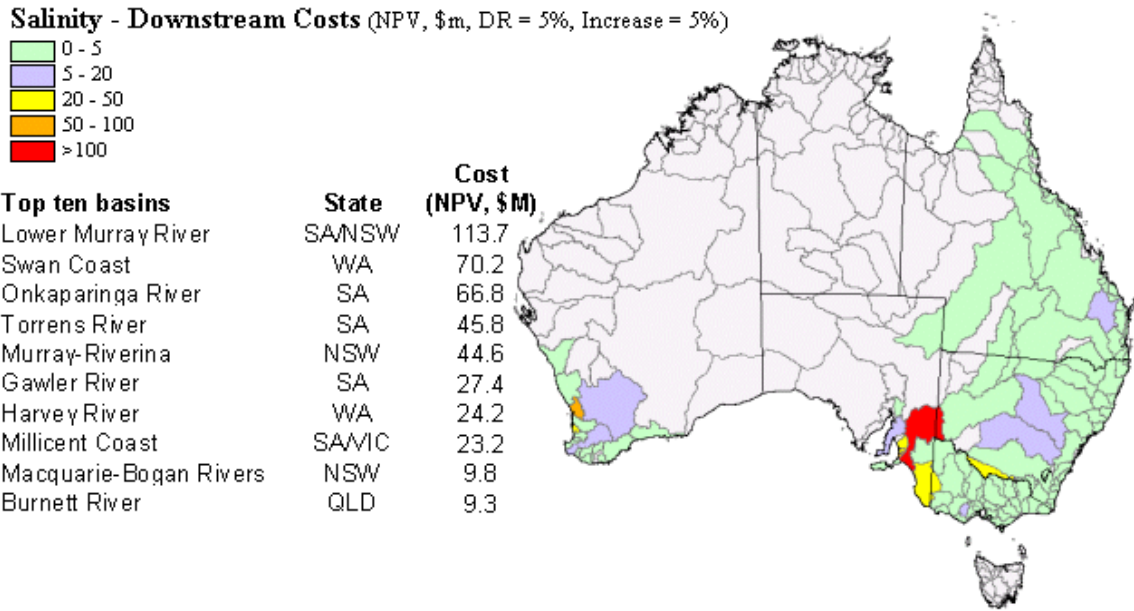 Salinity - Downstream Costs (NPV, $m, DR = 5%, Increase = 5%)
0 - 5
5 - 20
20 - 50
50 - 100
>100
Cost
Top ten basins State (NPV, $M)
Lower Murray River SA/NSW 113.7
Swan Coast WA 70.2
Onkaparinga River SA 66.8
Torrens River SA 45.8
Murray-Riverina NSW 44.6
Gawler River SA 27.4
Harvey River WA 24.2
Millicent Coast SA/VIC 23.2
Macquarie-Bogan Rivers NSW 9.8
Burnett River QLD 9.3